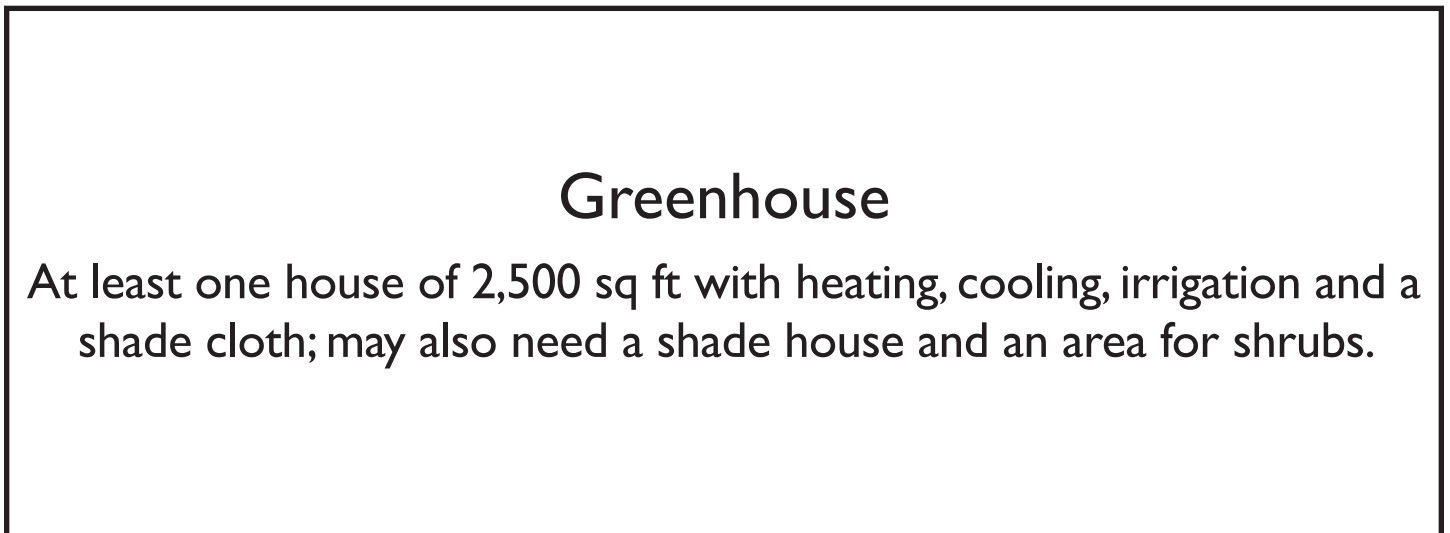 Greenhouse
At least one house of 2,500 sq ft with heating, cooling, irrigation and a
shade cloth; may also need a shade house and an area for shrubs.